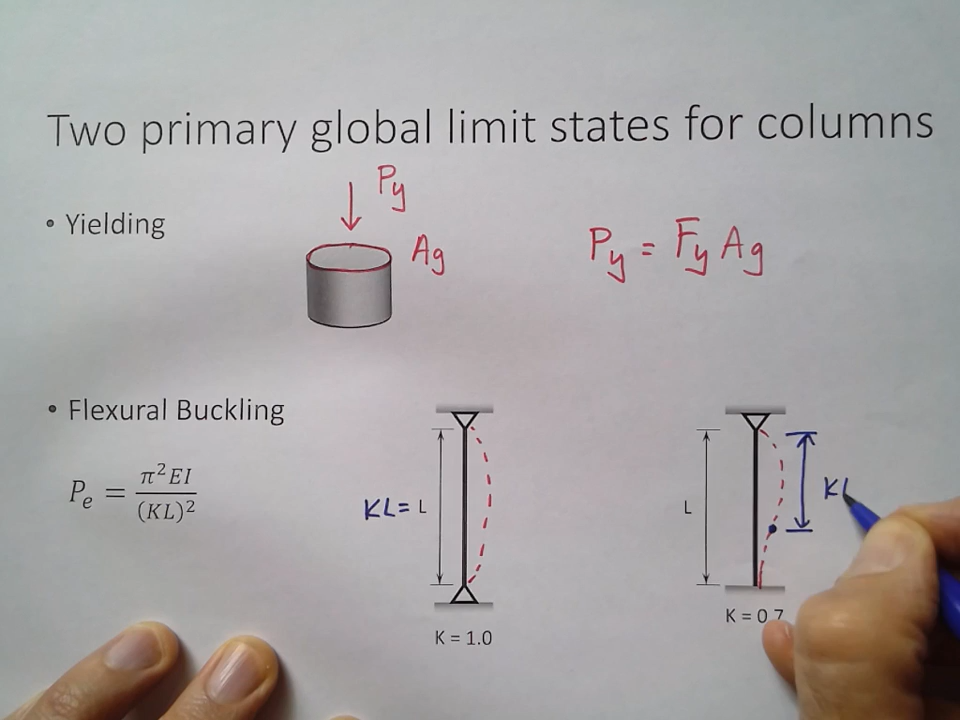 Two primary global limit states for columns
Py
• Yielding
Ag
Py = Fy Ag
• Flexural Buckling
Pe = π²EI / (KL)²
KL = L
L
KL
K = 1.0
K = 0.7